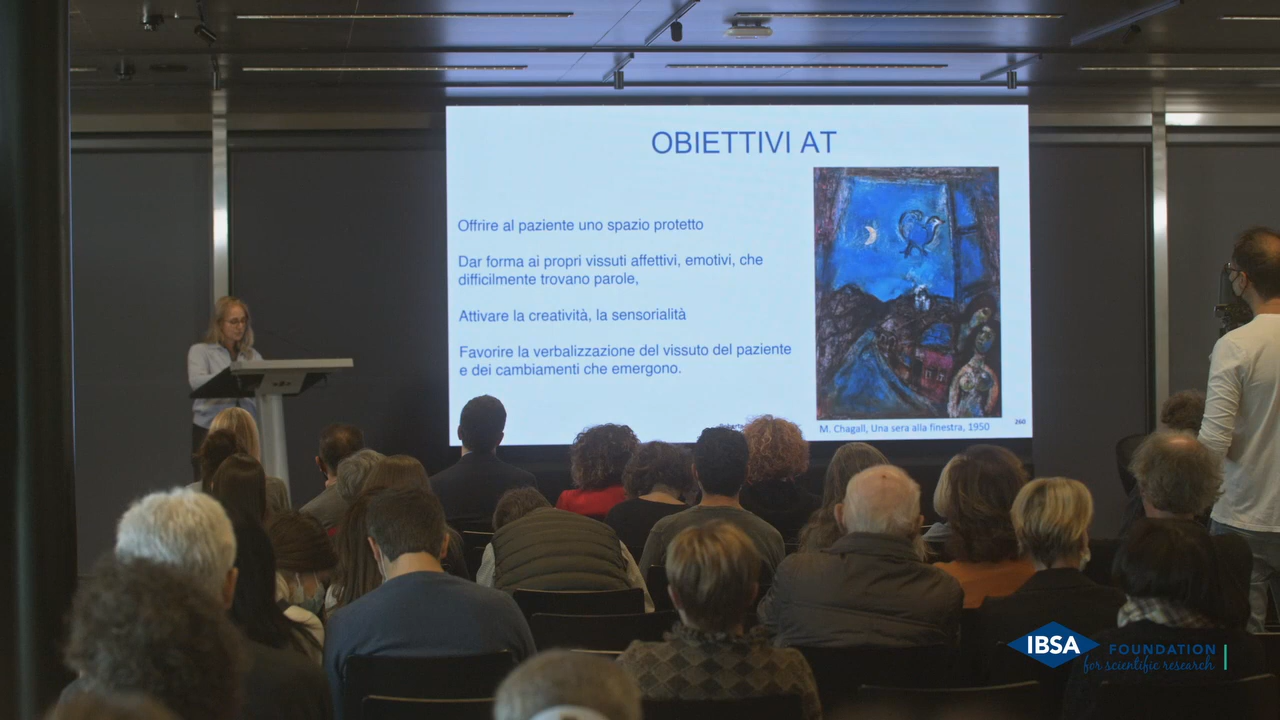 OBIETTIVI AT
Offrire al paziente uno spazio protetto
Dar forma ai propri vissuti affettivi, emotivi, che
difficilmente trovano parole,
Attivare la creatività, la sensorialità
Favorire la verbalizzazione del vissuto del paziente
e dei cambiamenti che emergono.
M. Chagall, Una sera alla finestra, 1950
260
IBSA FOUNDATION
for scientific research